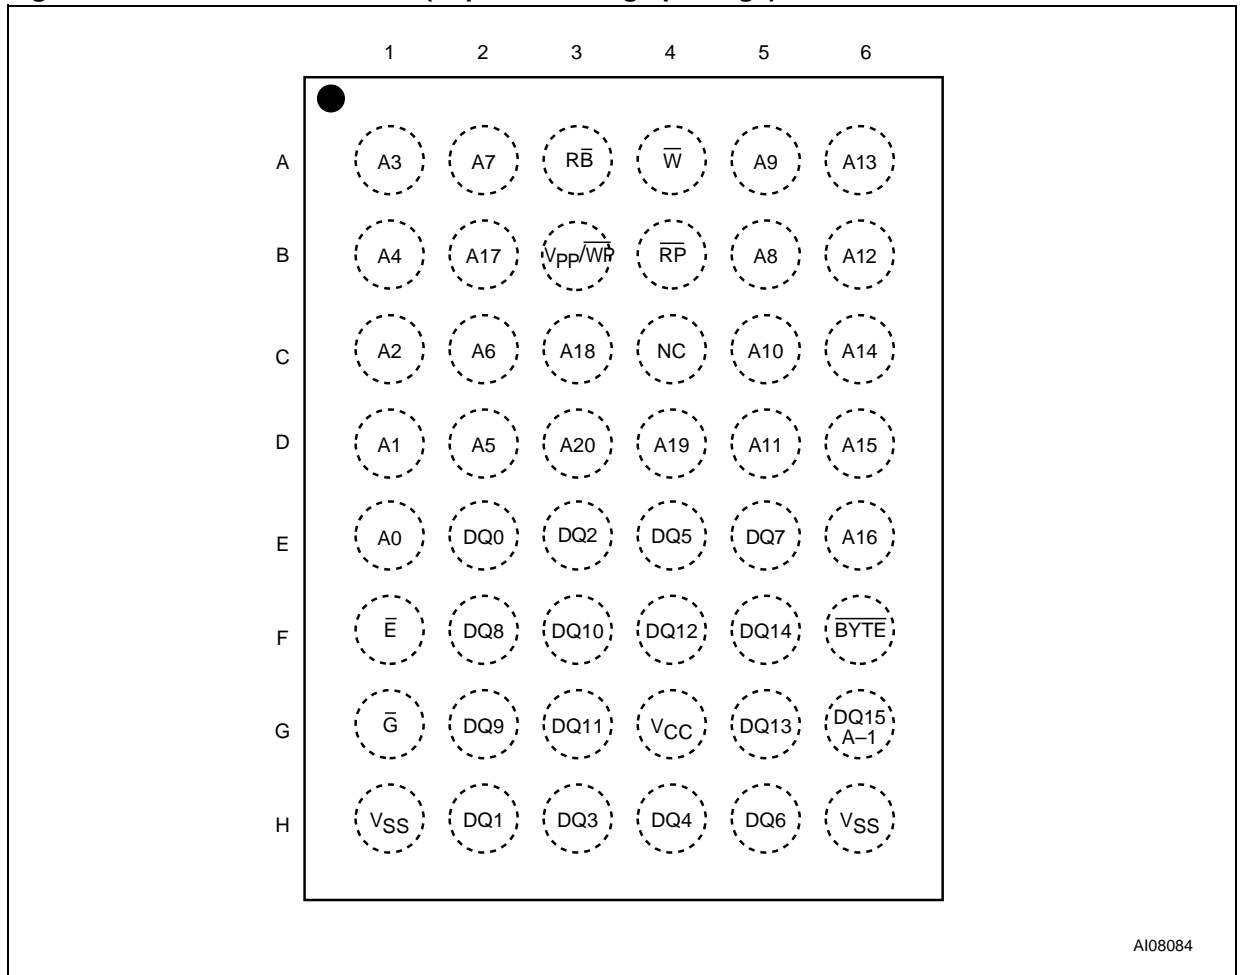 1 2 3 4 5 6
A A3 A7 RB̅ W̅ A9 A13
B A4 A17 VPP/W̅P̅ R̅P̅ A8 A12
C A2 A6 A18 NC A10 A14
D A1 A5 A20 A19 A11 A15
E A0 DQ0 DQ2 DQ5 DQ7 A16
F E̅ DQ8 DQ10 DQ12 DQ14 B̅Y̅T̅E̅
G G̅ DQ9 DQ11 VCC DQ13 DQ15
A–1
H VSS DQ1 DQ3 DQ4 DQ6 VSS
AI08084